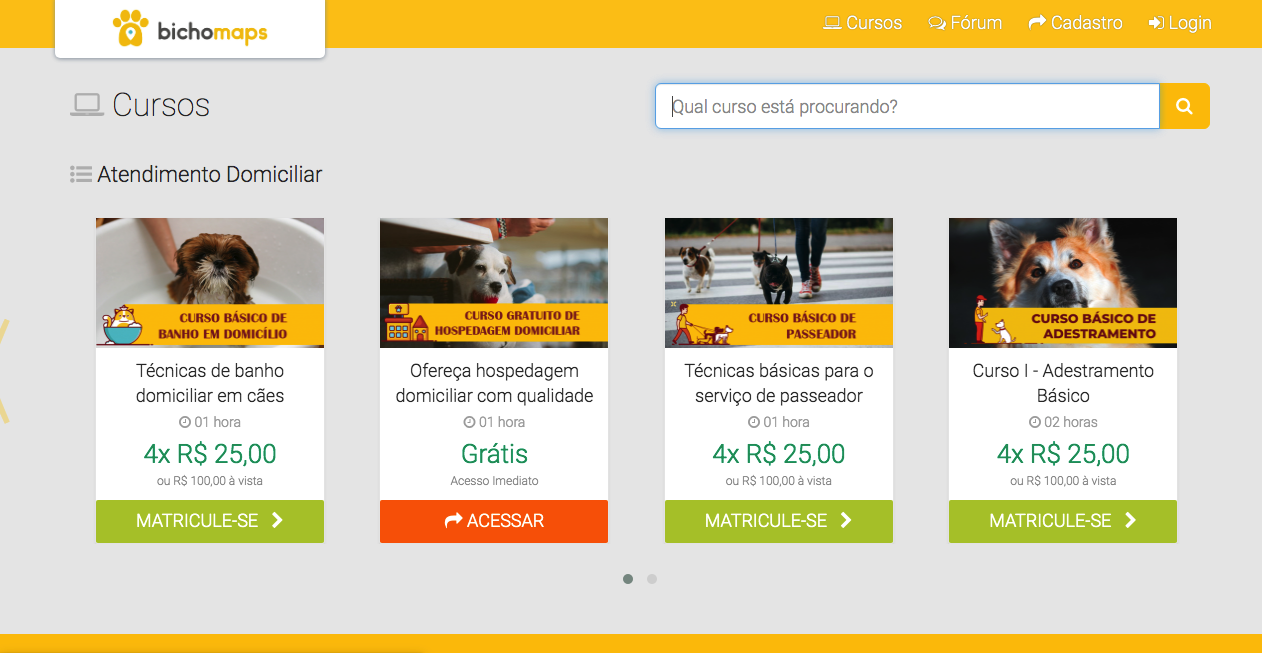 bichomaps
Cursos
Fórum
Cadastro
Login
Cursos
Qual curso está procurando?
Atendimento Domiciliar
CURSO BÁSICO DE
BANHO EM DOMICÍLIO
Técnicas de banho
domiciliar em cães
01 hora
4x R$ 25,00
ou R$ 100,00 à vista
MATRICULE-SE
CURSO GRATUITO DE
HOSPEDAGEM DOMICILIAR
Ofereça hospedagem
domiciliar com qualidade
01 hora
Grátis
Acesso Imediato
ACESSAR
CURSO BÁSICO DE
PASSEADOR
Técnicas básicas para o
serviço de passeador
01 hora
4x R$ 25,00
ou R$ 100,00 à vista
MATRICULE-SE
CURSO BÁSICO DE
ADESTRAMENTO
Curso I - Adestramento
Básico
02 horas
4x R$ 25,00
ou R$ 100,00 à vista
MATRICULE-SE